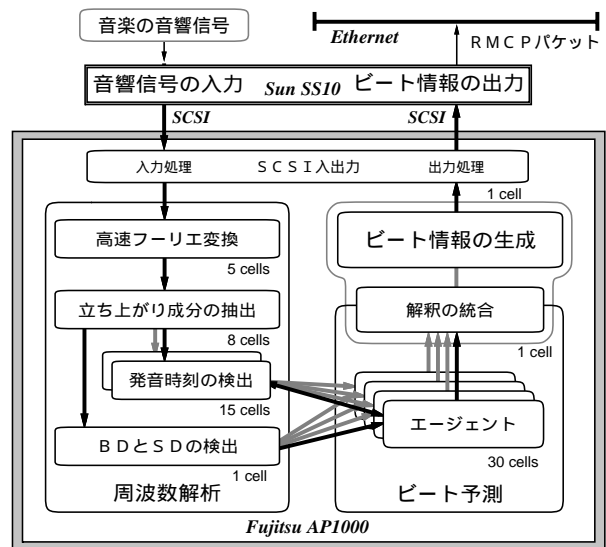 音楽の音響信号
Ethernet
ＲＭＣＰパケット
音響信号の入力 Sun SS10 ビート情報の出力
SCSI
SCSI
入力処理 ＳＣＳＩ入出力 出力処理
1 cell
高速フーリエ変換
5 cells
ビート情報の生成
立ち上がり成分の抽出
8 cells
解釈の統合
1 cell
発音時刻の検出
15 cells
エージェント
30 cells
ＢＤとＳＤの検出
1 cell
周波数解析
ビート予測
Fujitsu AP1000